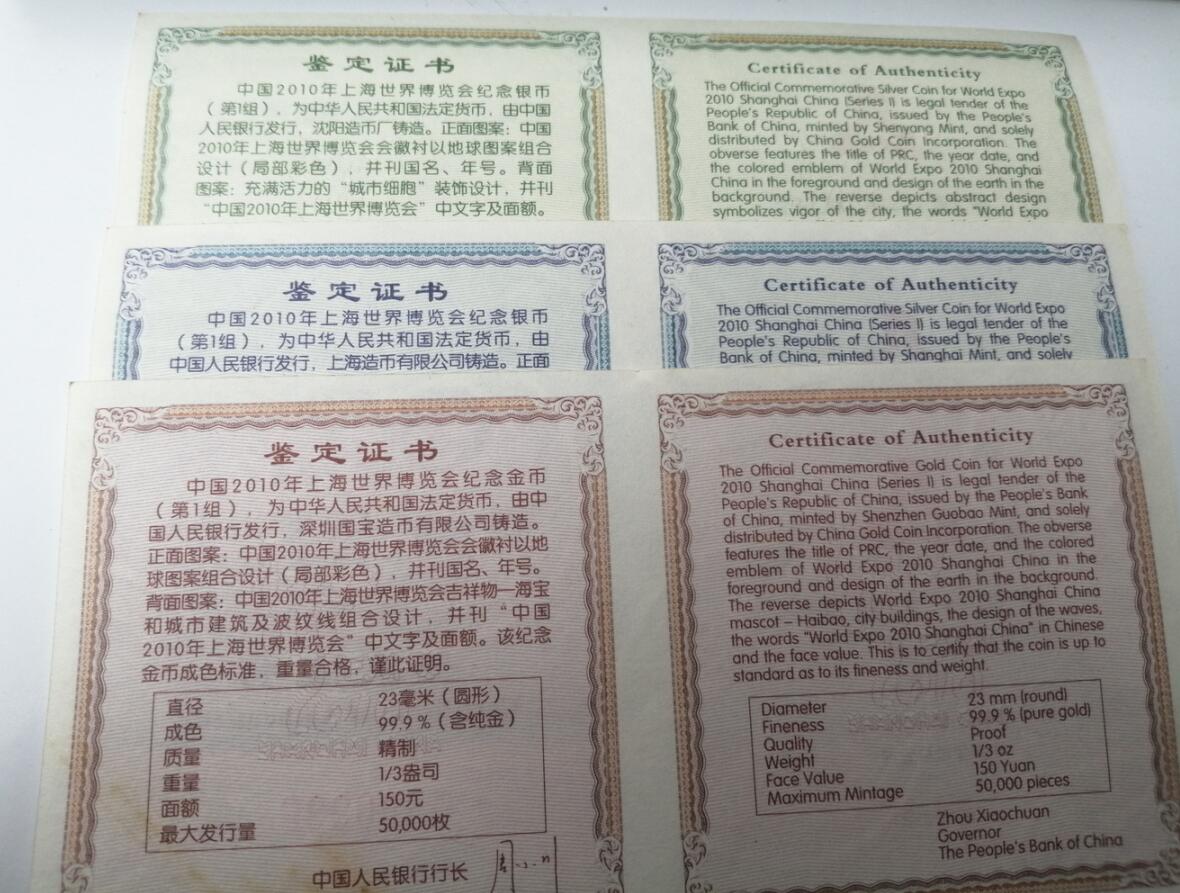 鉴定证书
中国2010年上海世界博览会纪念银币
（第1组），为中华人民共和国法定货币，由中国
人民银行发行，沈阳造币厂铸造。正面图案：中国
2010年上海世界博览会会徽衬以地球图案组合
设计（局部彩色），并刊国名、年号。背面
图案：充满活力的“城市细胞”装饰设计，并刊
“中国2010年上海世界博览会”中文字及面额。
Certificate of Authenticity
The Official Commemorative Silver Coin for World Expo
2010 Shanghai China (Series I) is legal tender of the
People's Republic of China, issued by the People's
Bank of China, minted by Shenyang Mint, and solely
distributed by China Gold Coin Incorporation. The
obverse features the title of PRC, the year date, and
the colored emblem of World Expo 2010 Shanghai
China in the foreground and design of the earth in the
background. The reverse depicts abstract design
symbolizes vigor of the city, the words "World Expo
鉴定证书
中国2010年上海世界博览会纪念银币
（第1组），为中华人民共和国法定货币，由
中国人民银行发行，上海造币有限公司铸造。正面
Certificate of Authenticity
The Official Commemorative Silver Coin for World Expo
2010 Shanghai China (Series I) is legal tender of the
People's Republic of China, issued by the People's
Bank of China, minted by Shanghai Mint, and solely
鉴定证书
中国2010年上海世界博览会纪念金币
（第1组），为中华人民共和国法定货币，由中
国人民银行发行，深圳国宝造币有限公司铸造。
正面图案：中国2010年上海世界博览会会徽衬以地
球图案组合设计（局部彩色），并刊国名、年号。
背面图案：中国2010年上海世界博览会吉祥物—海宝
和城市建筑及波纹线组合设计，并刊“中国
2010年上海世界博览会”中文字及面额。该纪念
金币成色标准，重量合格，谨此证明。
直径 23毫米（圆形）
成色 99.9%（含纯金）
质量 精制
重量 1/3盎司
面额 150元
最大发行量 50,000枚
中国人民银行行长
Certificate of Authenticity
The Official Commemorative Gold Coin for World Expo
2010 Shanghai China (Series I) is legal tender of the
People's Republic of China, issued by the People's Bank
of China, minted by Shenzhen Guobao Mint, and solely
distributed by China Gold Coin Incorporation. The obverse
features the title of PRC, the year date, and the colored
emblem of World Expo 2010 Shanghai China in the
foreground and design of the earth in the background.
The reverse depicts World Expo 2010 Shanghai China
mascot – Haibao, city buildings, the design of the waves,
the words "World Expo 2010 Shanghai China" in Chinese
and the face value. This is to certify that the coin is up to
standard as to its fineness and weight.
Diameter 23 mm (round)
Fineness 99.9 % (pure gold)
Quality Proof
Weight 1/3 oz
Face Value 150 Yuan
Maximum Mintage 50,000 pieces
Zhou Xiaochuan
Governor
The People's Bank of China